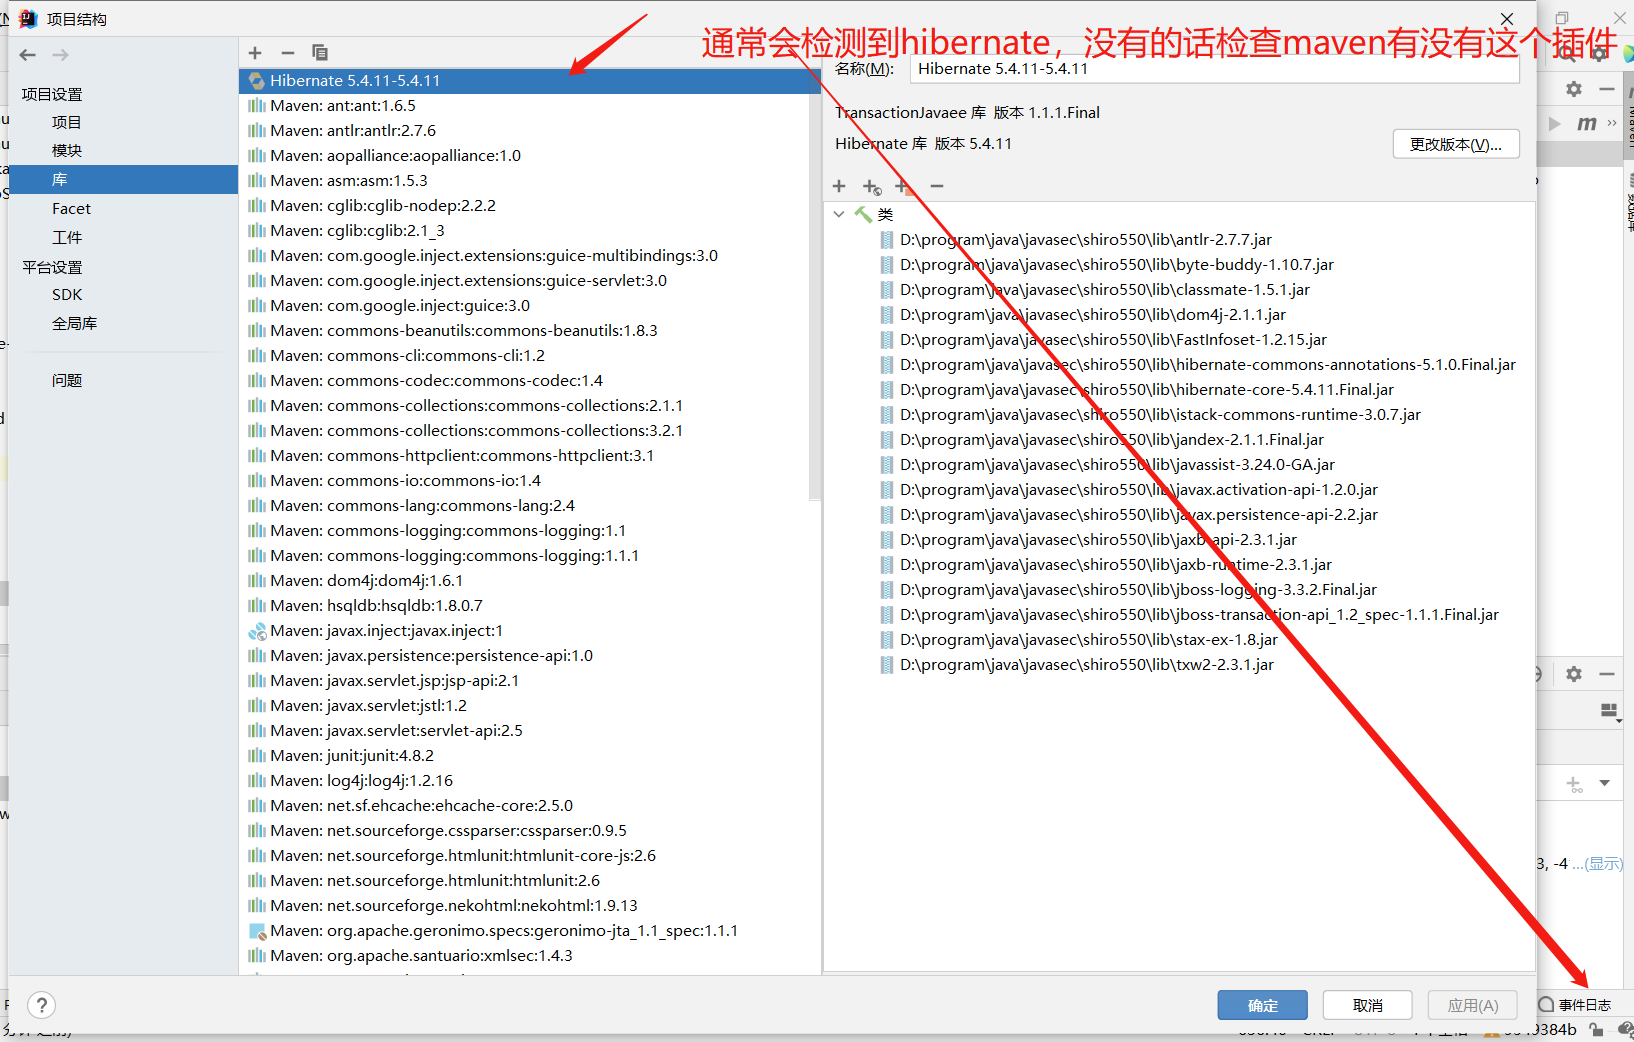 项目结构
通常会检测到hibernate，没有的话检查maven有没有这个插件
项目设置
项目
模块
库
Facet
工件
平台设置
SDK
全局库
问题
Hibernate 5.4.11-5.4.11
Maven: ant:ant:1.6.5
Maven: antlr:antlr:2.7.6
Maven: aopalliance:aopalliance:1.0
Maven: asm:asm:1.5.3
Maven: cglib:cglib-nodep:2.2.2
Maven: cglib:cglib:2.1_3
Maven: com.google.inject.extensions:guice-multibindings:3.0
Maven: com.google.inject.extensions:guice-servlet:3.0
Maven: com.google.inject:guice:3.0
Maven: commons-beanutils:commons-beanutils:1.8.3
Maven: commons-cli:commons-cli:1.2
Maven: commons-codec:commons-codec:1.4
Maven: commons-collections:commons-collections:2.1.1
Maven: commons-collections:commons-collections:3.2.1
Maven: commons-httpclient:commons-httpclient:3.1
Maven: commons-io:commons-io:1.4
Maven: commons-lang:commons-lang:2.4
Maven: commons-logging:commons-logging:1.1
Maven: commons-logging:commons-logging:1.1.1
Maven: dom4j:dom4j:1.6.1
Maven: hsqldb:hsqldb:1.8.0.7
Maven: javax.inject:javax.inject:1
Maven: javax.persistence:persistence-api:1.0
Maven: javax.servlet.jsp:jsp-api:2.1
Maven: javax.servlet:jstl:1.2
Maven: javax.servlet:servlet-api:2.5
Maven: junit:junit:4.8.2
Maven: log4j:log4j:1.2.16
Maven: net.sf.ehcache:ehcache-core:2.5.0
Maven: net.sourceforge.cssparser:cssparser:0.9.5
Maven: net.sourceforge.htmlunit:htmlunit-core-js:2.6
Maven: net.sourceforge.htmlunit:htmlunit:2.6
Maven: net.sourceforge.nekohtml:nekohtml:1.9.13
Maven: org.apache.geronimo.specs:geronimo-jta_1.1_spec:1.1.1
Maven: org.apache.santuario:xmlsec:1.4.3
名称(M): Hibernate 5.4.11-5.4.11
TransactionJavaee 库 版本 1.1.1.Final
Hibernate 库 版本 5.4.11
更改版本(V)...
类
D:\program\java\javasec\shiro550\lib\antlr-2.7.7.jar
D:\program\java\javasec\shiro550\lib\byte-buddy-1.10.7.jar
D:\program\java\javasec\shiro550\lib\classmate-1.5.1.jar
D:\program\java\javasec\shiro550\lib\dom4j-2.1.1.jar
D:\program\java\javasec\shiro550\lib\FastInfoset-1.2.15.jar
D:\program\java\javasec\shiro550\lib\hibernate-commons-annotations-5.1.0.Final.jar
D:\program\java\javasec\shiro550\lib\hibernate-core-5.4.11.Final.jar
D:\program\java\javasec\shiro550\lib\istack-commons-runtime-3.0.7.jar
D:\program\java\javasec\shiro550\lib\jandex-2.1.1.Final.jar
D:\program\java\javasec\shiro550\lib\javassist-3.24.0-GA.jar
D:\program\java\javasec\shiro550\lib\javax.activation-api-1.2.0.jar
D:\program\java\javasec\shiro550\lib\javax.persistence-api-2.2.jar
D:\program\java\javasec\shiro550\lib\jaxb-api-2.3.1.jar
D:\program\java\javasec\shiro550\lib\jaxb-runtime-2.3.1.jar
D:\program\java\javasec\shiro550\lib\jboss-logging-3.3.2.Final.jar
D:\program\java\javasec\shiro550\lib\jboss-transaction-api_1.2_spec-1.1.1.Final.jar
D:\program\java\javasec\shiro550\lib\stax-ex-1.8.jar
D:\program\java\javasec\shiro550\lib\txw2-2.3.1.jar
3, -4 ...(显示)
确定
取消
应用(A)
事件日志
9384b